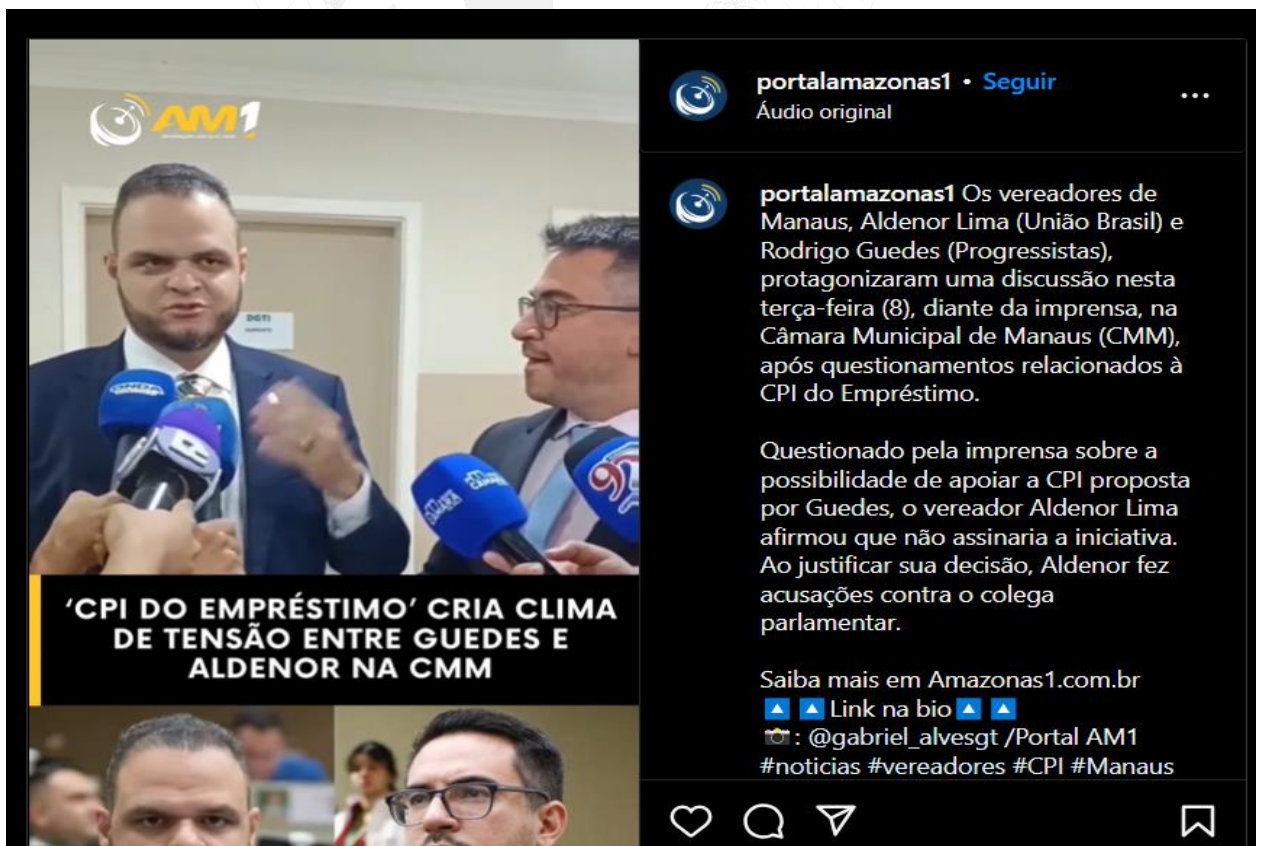 AM1
DGTI
ONDA
CÂMARA
‘CPI DO EMPRÉSTIMO’ CRIA CLIMA
DE TENSÃO ENTRE GUEDES E
ALDENOR NA CMM
portalamazonas1 • Seguir
Áudio original
portalamazonas1 Os vereadores de
Manaus, Aldenor Lima (União Brasil) e
Rodrigo Guedes (Progressistas),
protagonizaram uma discussão nesta
terça-feira (8), diante da imprensa, na
Câmara Municipal de Manaus (CMM),
após questionamentos relacionados à
CPI do Empréstimo.
Questionado pela imprensa sobre a
possibilidade de apoiar a CPI proposta
por Guedes, o vereador Aldenor Lima
afirmou que não assinaria a iniciativa.
Ao justificar sua decisão, Aldenor fez
acusações contra o colega
parlamentar.
Saiba mais em Amazonas1.com.br
🔼 🔼 Link na bio 🔼 🔼
📸: @gabriel_alvesgt /Portal AM1
#noticias #vereadores #CPI #Manaus